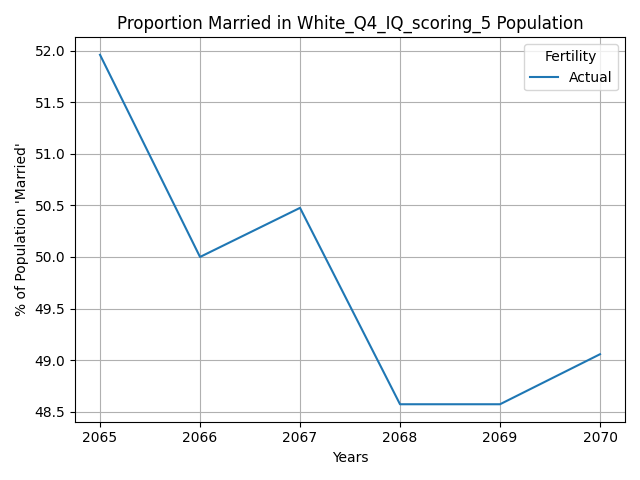 Proportion Married in White_Q4_IQ_scoring_5 Population
Fertility
Actual
52.0
51.5
51.0
50.5
50.0
49.5
49.0
48.5
% of Population 'Married'
2065 2066 2067 2068 2069 2070
Years